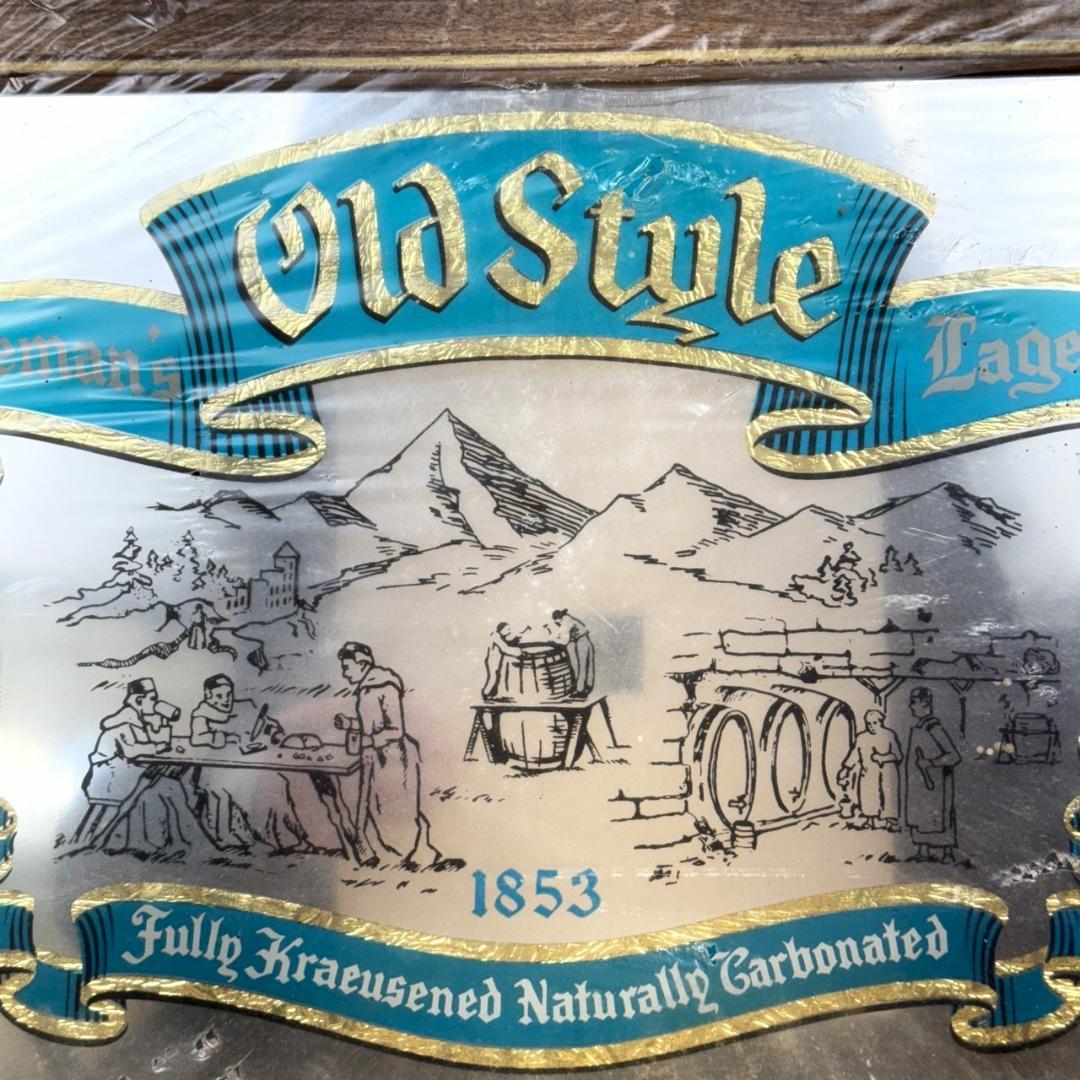 Old Style
eman's
Lage
1853
Fully Kraeusened Naturally Carbonated